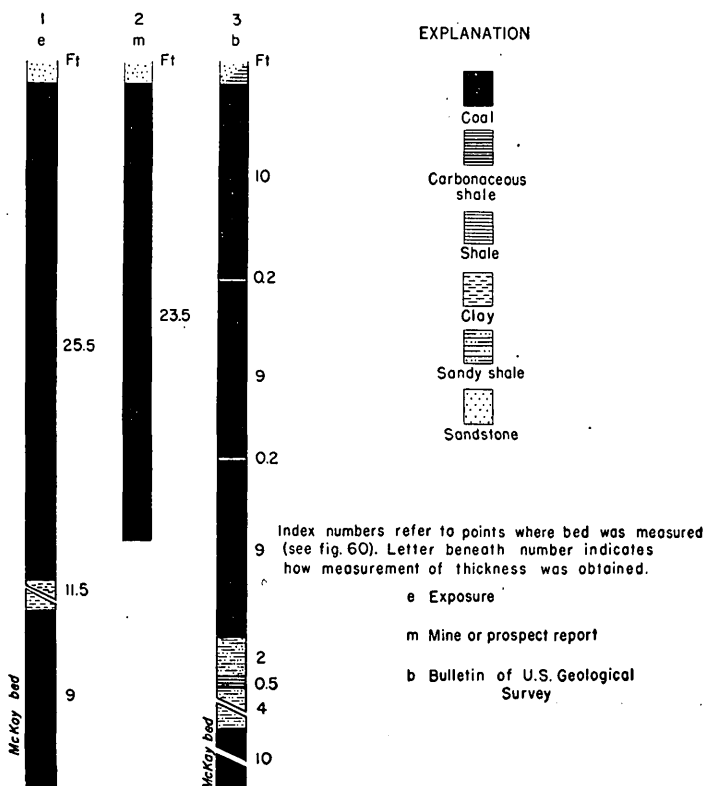 1
e
Ft
25.5
11.5
9
McKay bed
2
m
Ft
23.5
3
b
Ft
10
0.2
9
0.2
9
2
0.5
4
10
McKay bed
EXPLANATION
Coal
Carbonaceous
shale
Shale
Clay
Sandy shale
Sandstone
Index numbers refer to points where bed was measured
(see fig. 60). Letter beneath number indicates
how measurement of thickness was obtained.
e Exposure
m Mine or prospect report
b Bulletin of U.S. Geological
Survey